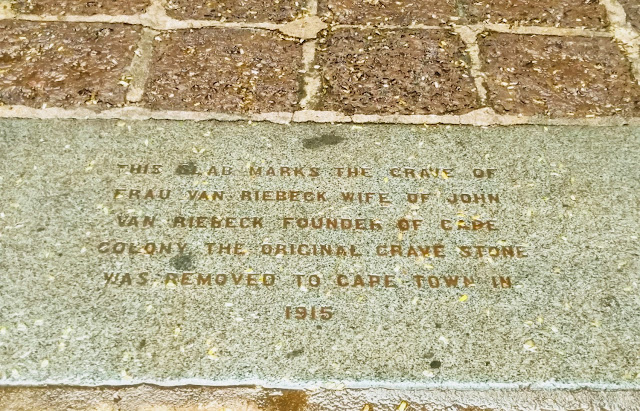 THIS SLAB MARKS THE GRAVE OF
FRAU VAN RIEBECK WIFE OF JOHN
VAN RIEBECK FOUNDER OF CAPE
COLONY. THE ORIGINAL GRAVE STONE
WAS REMOVED TO CAPE TOWN IN
1915